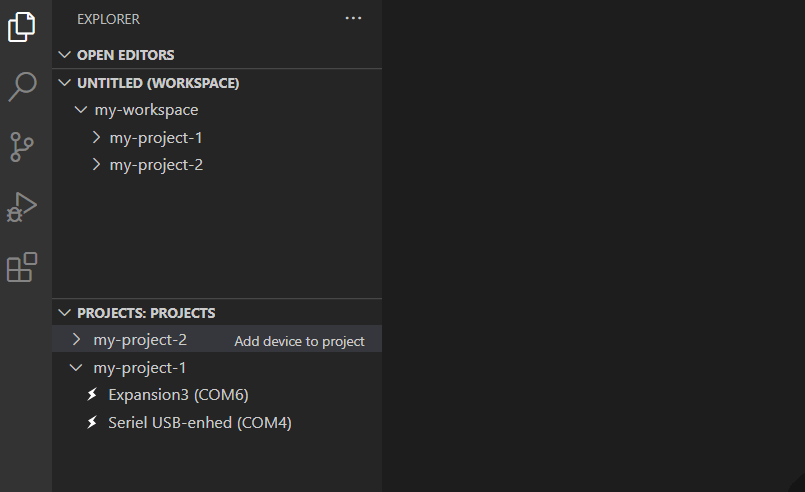 EXPLORER
OPEN EDITORS
UNTITLED (WORKSPACE)
my-workspace
my-project-1
my-project-2
PROJECTS: PROJECTS
my-project-2 Add device to project
my-project-1
Expansion3 (COM6)
Seriel USB-enhed (COM4)